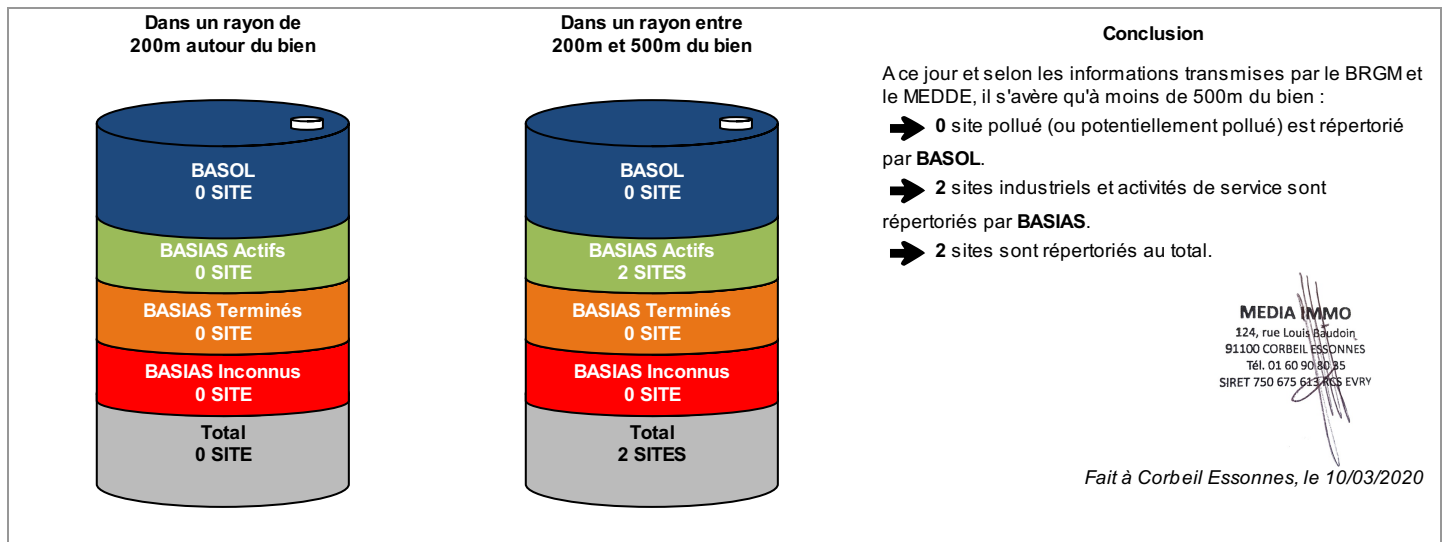 Dans un rayon de
200m autour du bien
BASOL
0 SITE
BASIAS Actifs
0 SITE
BASIAS Terminés
0 SITE
BASIAS Inconnus
0 SITE
Total
0 SITE
Dans un rayon entre
200m et 500m du bien
BASOL
0 SITE
BASIAS Actifs
2 SITES
BASIAS Terminés
0 SITE
BASIAS Inconnus
0 SITE
Total
2 SITES
Conclusion
A ce jour et selon les informations transmises par le BRGM et
le MEDDE, il s'avère qu'à moins de 500m du bien :
0 site pollué (ou potentiellement pollué) est répertorié
par BASOL.
2 sites industriels et activités de service sont
répertoriés par BASIAS.
2 sites sont répertoriés au total.
MEDIA IMMO
124, rue Louis Baudoin
91100 CORBEIL ESSONNES
Tél. 01 60 90 80 85
SIRET 750 675 613 RCS EVRY
Fait à Corbeil Essonnes, le 10/03/2020